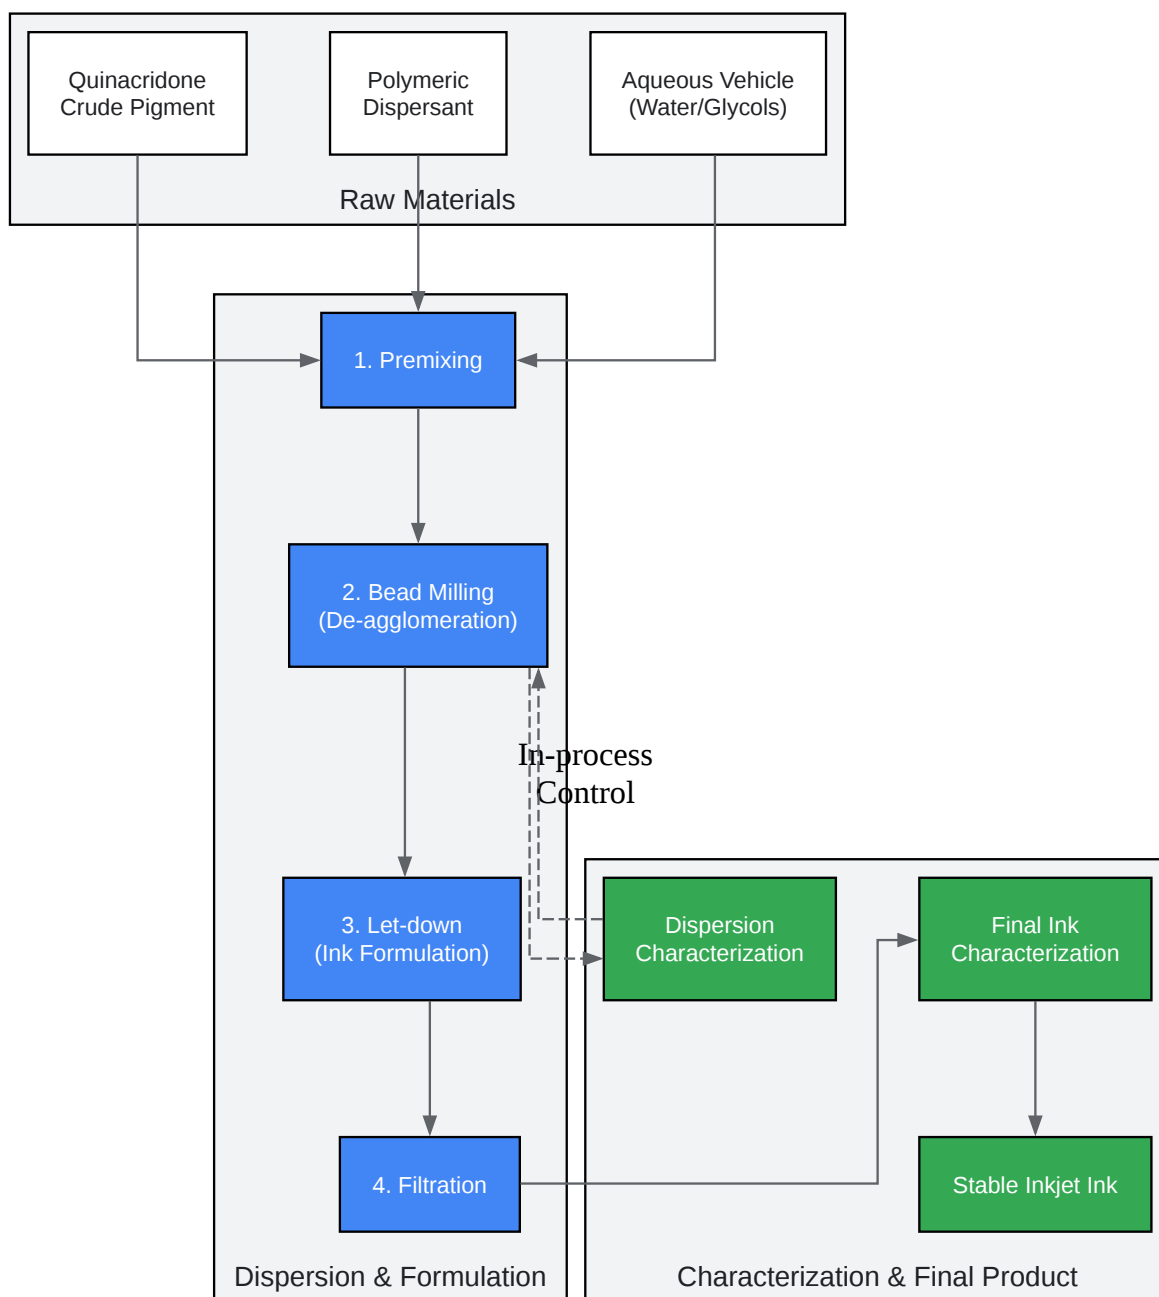 Quinacridone
Crude Pigment
Polymeric
Dispersant
Aqueous Vehicle
(Water/Glycols)
Raw Materials
1. Premixing
2. Bead Milling
(De-agglomeration)
In-process
Control
3. Let-down
(Ink Formulation)
Dispersion
Characterization
Final Ink
Characterization
4. Filtration
Stable Inkjet Ink
Dispersion & Formulation
Characterization & Final Product